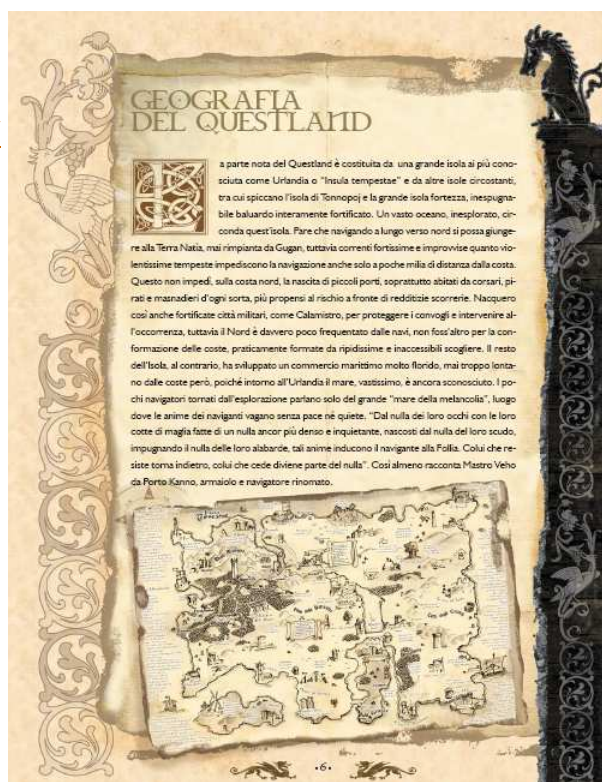 GEOGRAFIA
DEL QUESTLAND
La parte nota del Questland è costituita da una grande isola ai più cono-
sciuta come Urlandia o “Insula tempestae” e da altre isole circostanti,
tra cui spiccano l'isola di Tonnopoj e la grande isola fortezza, inespugna-
bile baluardo interamente fortificato. Un vasto oceano, inesplorato, cir-
conda quest'isola. Pare che navigando a lungo verso nord si possa giunge-
re alla Terra Natia, mai rimpianta da Gugan, tuttavia correnti fortissime e improvvise quanto vio-
lentissime tempeste impediscono la navigazione anche solo a poche milia di distanza dalla costa.
Questo non impedì, sulla costa nord, la nascita di piccoli porti, soprattutto abitati da corsari, pi-
rati e masnadieri d'ogni sorta, più propensi al rischio a fronte di redditizie scorrerie. Nacquero
così anche fortificate città militari, come Calamistro, per proteggere i convogli e intervenire al-
l'occorrenza, tuttavia il Nord è davvero poco frequentato dalle navi, non foss'altro per la con-
formazione delle coste, praticamente formate da ripidissime e inaccessibili scogliere. Il resto
dell'Isola, al contrario, ha sviluppato un commercio marittimo molto florido, mai troppo lonta-
no dalle coste però, poiché intorno all'Urlandia il mare, vastissimo, è ancora sconosciuto. I po-
chi navigatori tornati dall'esplorazione parlano solo del grande “mare della melancolia”, luogo
dove le anime dei naviganti vagano senza pace né quiete. “Dal nulla dei loro occhi con le loro
cotte di maglia fatte di un nulla ancor più denso e inquietante, nascosti dal nulla del loro scudo,
impugnando il nulla delle loro alabarde, tali anime inducono il navigante alla Follia. Colui che re-
siste torna indietro, colui che cede diviene parte del nulla”. Così almeno racconta Mastro Veho
da Porto Kanno, armaiolo e navigatore rinomato.
•6•